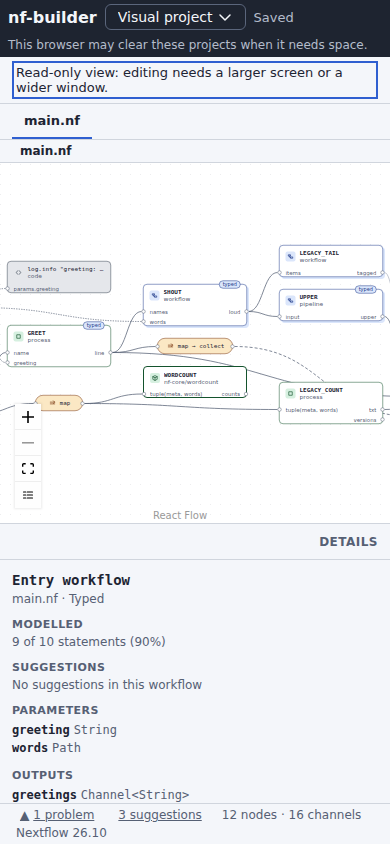 nf-builder Visual project Saved
This browser may clear these projects when it needs space.
Read-only view: editing needs a larger screen or a
wider window.
main.nf
main.nf
log.info "greeting: …
code
params.greeting
typed
SHOUT
workflow
names lout
words
LEGACY_TAIL
workflow
items tagged
typed
UPPER
pipeline
input upper
typed
GREET
process
name line
greeting
map → collect
WORDCOUNT
nf-core/wordcount
tuple(meta, words) counts
LEGACY_COUNT
process
tuple(meta, words) txt
versions
map
React Flow
DETAILS
Entry workflow
main.nf · Typed
MODELLED
9 of 10 statements (90%)
SUGGESTIONS
No suggestions in this workflow
PARAMETERS
greeting String
words Path
OUTPUTS
greetings Channel<String>
1 problem 3 suggestions 12 nodes · 16 channels
Nextflow 26.10